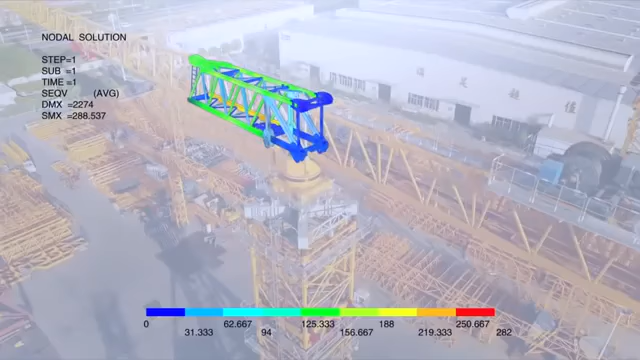 NODAL SOLUTION
STEP=1
SUB =1
TIME =1
SEQV (AVG)
DMX =2274
SMX =288.537
0 62.667 125.333 188 250.667
31.333 94 156.667 219.333 282